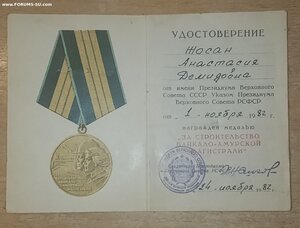 www.FORUMS-SU.com
УДОСТОВЕРЕНИЕ
Жосан
Анастасия
Демидовна
от имени Президиума Верховного
Совета СССР Указом Президиума
Верховного Совета РСФСР
от 1 ноября 1982 г.
награжден медалью
„ЗА СТРОИТЕЛЬСТВО
БАЙКАЛО-АМУРСКОЙ
МАГИСТРАЛИ"
24 ноября 82 г.